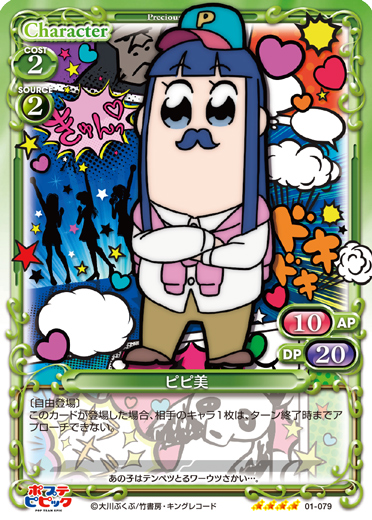 Precious
Character
COST
2
SOURCE
2
P
きゅんっ
ドキ
ドキ
10 AP
DP 20
ピピ美
〔自由登場〕
このカードが登場した場合、相手のキャラ1枚は、ターン終了時までア
プローチできない。
あの子はテンペツとるワーウツさかい…。
ポプテ
ピピック
POP TEAM EPIC
©大川ぶくぶ/竹書房・キングレコード
01-079